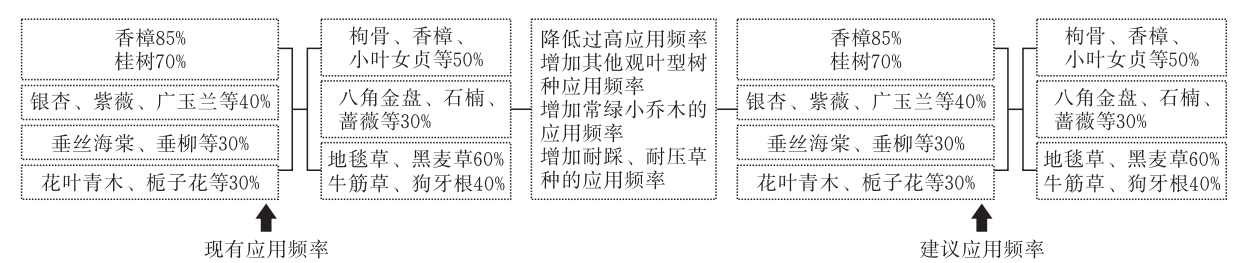 香樟85%
桂树70%
银杏、紫薇、广玉兰等40%
垂丝海棠、垂柳等30%
花叶青木、栀子花等30%
现有应用频率
枸骨、香樟、
小叶女贞等50%
八角金盘、石楠、
蔷薇等30%
地毯草、黑麦草60%
牛筋草、狗牙根40%
降低过高应用频率
增加其他观叶型树
种应用频率
增加常绿小乔木的
应用频率
增加耐踩、耐压草
种的应用频率
香樟85%
桂树70%
银杏、紫薇、广玉兰等40%
垂丝海棠、垂柳等30%
花叶青木、栀子花等30%
建议应用频率
枸骨、香樟、
小叶女贞等50%
八角金盘、石楠、
蔷薇等30%
地毯草、黑麦草60%
牛筋草、狗牙根40%